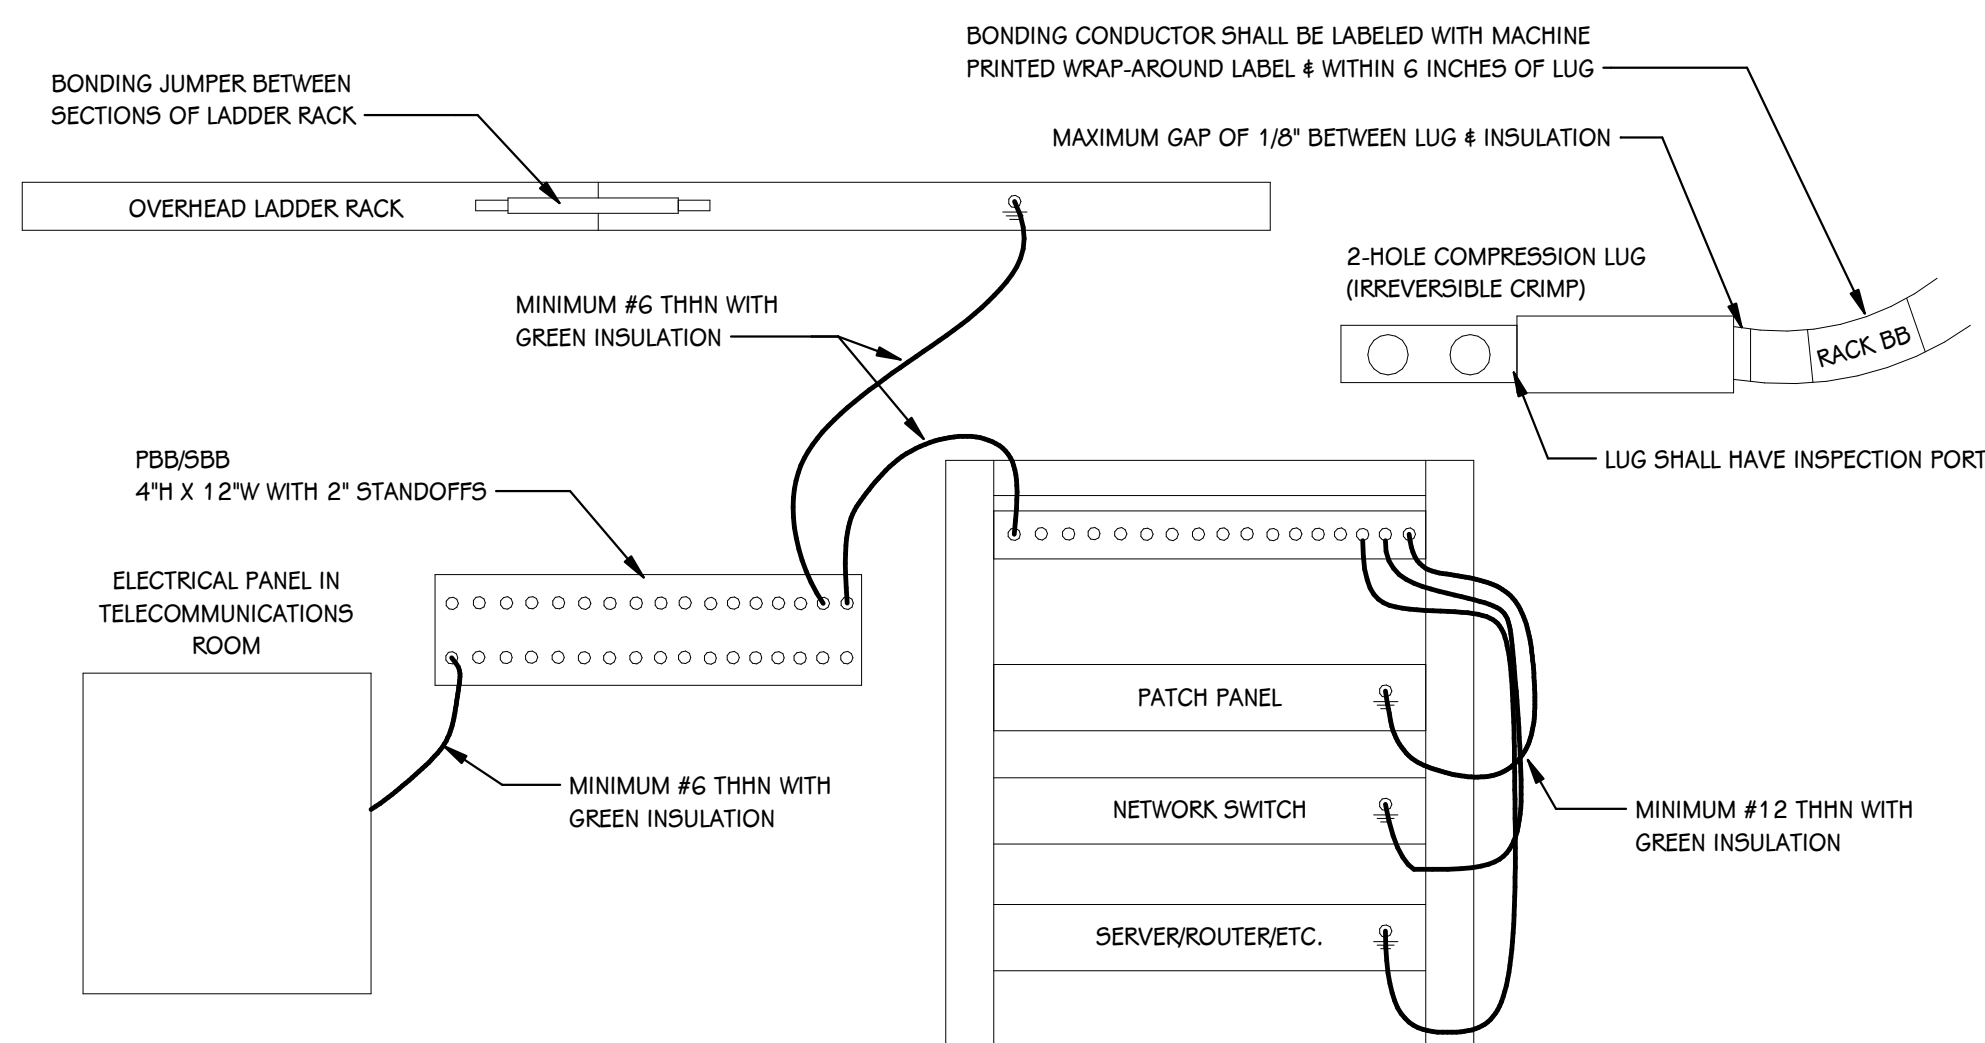 BONDING CONDUCTOR SHALL BE LABELED WITH MACHINE
PRINTED WRAP-AROUND LABEL & WITHIN 6 INCHES OF LUG
BONDING JUMPER BETWEEN
SECTIONS OF LADDER RACK
MAXIMUM GAP OF 1/8" BETWEEN LUG & INSULATION
OVERHEAD LADDER RACK
2-HOLE COMPRESSION LUG
(IRREVERSIBLE CRIMP)
MINIMUM #6 THHN WITH
GREEN INSULATION
RACK BB
LUG SHALL HAVE INSPECTION PORT
PBB/SBB
4"H X 12"W WITH 2" STANDOFFS
ELECTRICAL PANEL IN
TELECOMMUNICATIONS
ROOM
PATCH PANEL
MINIMUM #6 THHN WITH
GREEN INSULATION
NETWORK SWITCH
MINIMUM #12 THHN WITH
GREEN INSULATION
SERVER/ROUTER/ETC.